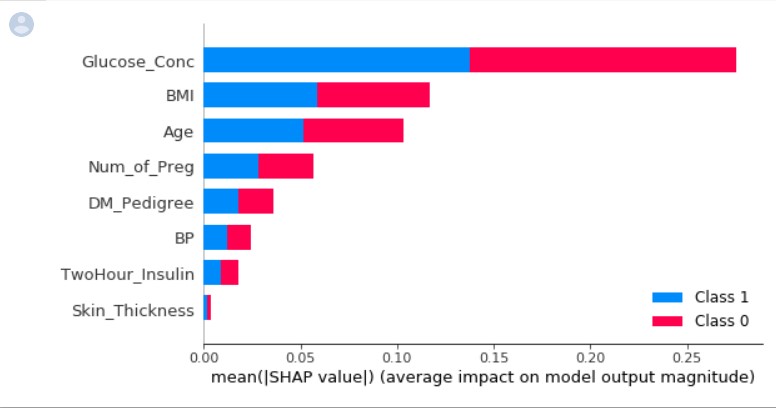 Glucose_Conc
BMI
Age
Num_of_Preg
DM_Pedigree
BP
TwoHour_Insulin
Skin_Thickness
Class 1
Class 0
0.00 0.05 0.10 0.15 0.20 0.25
mean(|SHAP value|) (average impact on model output magnitude)